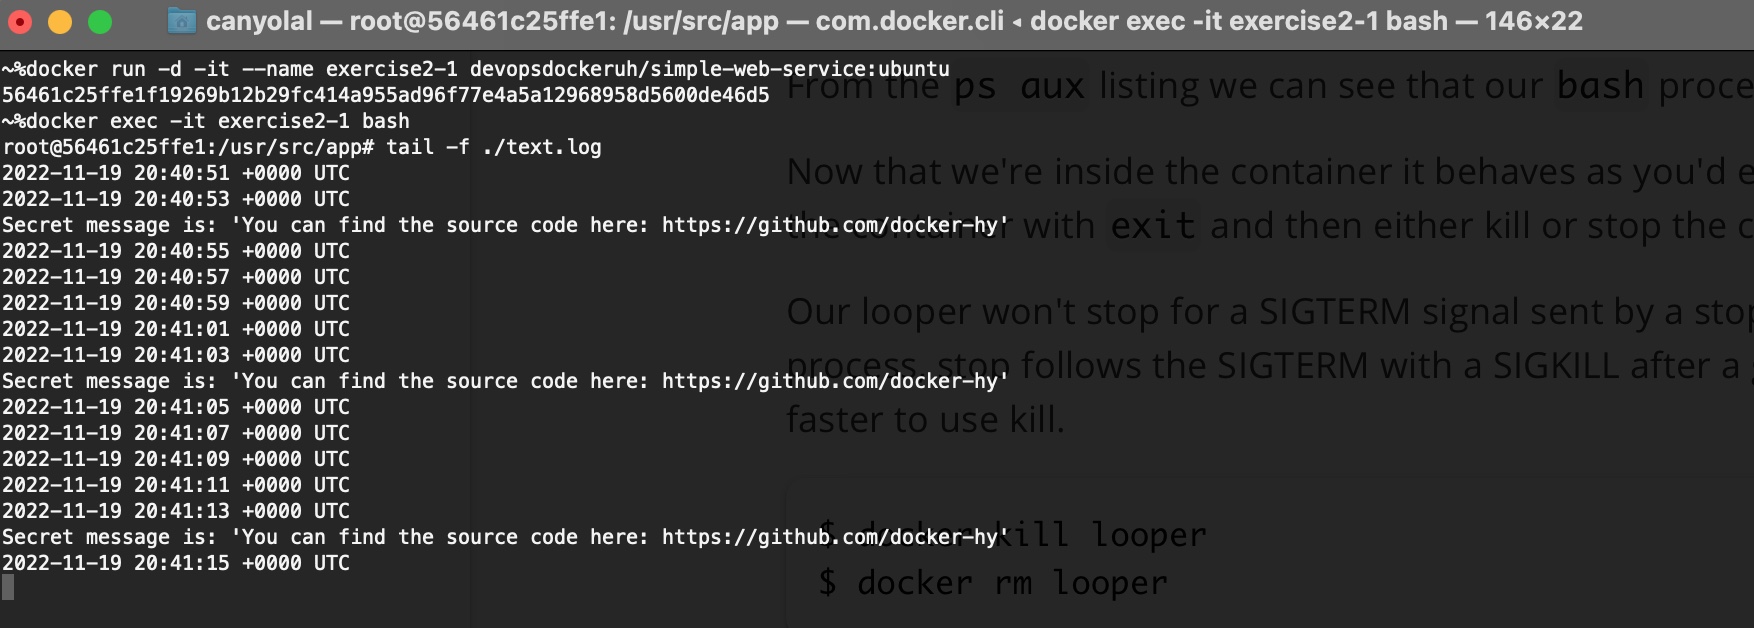 canyolal — root@56461c25ffe1: /usr/src/app — com.docker.cli ◂ docker exec -it exercise2-1 bash — 146×22
~%docker run -d -it --name exercise2-1 devopsdockeruh/simple-web-service:ubuntu
56461c25ffe1f19269b12b29fc414a955ad96f77e4a5a12968958d5600de46d5
~%docker exec -it exercise2-1 bash
root@56461c25ffe1:/usr/src/app# tail -f ./text.log
2022-11-19 20:40:51 +0000 UTC
2022-11-19 20:40:53 +0000 UTC
Secret message is: 'You can find the source code here: https://github.com/docker-hy'
2022-11-19 20:40:55 +0000 UTC
2022-11-19 20:40:57 +0000 UTC
2022-11-19 20:40:59 +0000 UTC
2022-11-19 20:41:01 +0000 UTC
2022-11-19 20:41:03 +0000 UTC
Secret message is: 'You can find the source code here: https://github.com/docker-hy'
2022-11-19 20:41:05 +0000 UTC
2022-11-19 20:41:07 +0000 UTC
2022-11-19 20:41:09 +0000 UTC
2022-11-19 20:41:11 +0000 UTC
2022-11-19 20:41:13 +0000 UTC
Secret message is: 'You can find the source code here: https://github.com/docker-hy'
2022-11-19 20:41:15 +0000 UTC
From the ps aux listing we can see that our bash proce
Now that we're inside the container it behaves as you'd e
the container with exit and then either kill or stop the c
Our looper won't stop for a SIGTERM signal sent by a stop
process, stop follows the SIGTERM with a SIGKILL after a
faster to use kill.
$ docker kill looper
$ docker rm looper